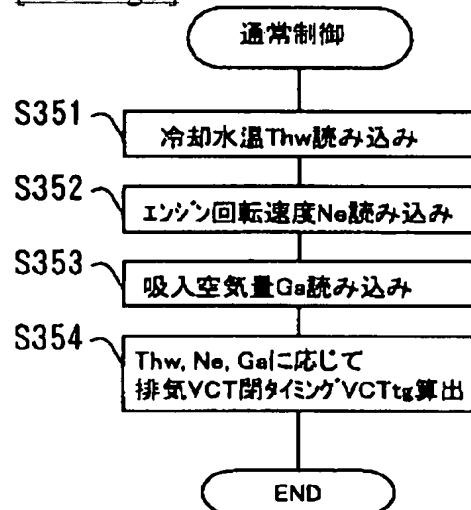 通常制御
S351
冷却水温Thw読み込み
S352
エンジン回転速度Ne読み込み
S353
吸入空気量Ga読み込み
S354
Thw, Ne, Gaに応じて
排気VCT閉タイミングVCTtg算出
END